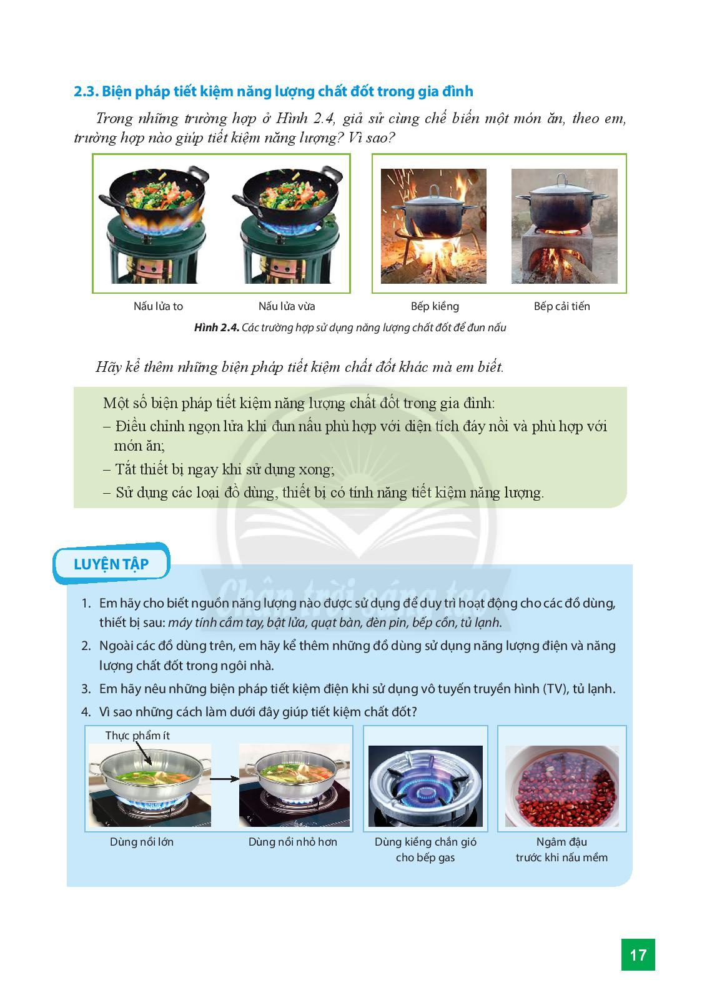 2.3. Biện pháp tiết kiệm năng lượng chất đốt trong gia đình
Trong những trường hợp ở Hình 2.4, giả sử cùng chế biến một món ăn, theo em,
trường hợp nào giúp tiết kiệm năng lượng? Vì sao?
Nấu lửa to
Nấu lửa vừa
Bếp kiềng
Bếp cải tiến
Hình 2.4. Các trường hợp sử dụng năng lượng chất đốt để đun nấu
Hãy kể thêm những biện pháp tiết kiệm chất đốt khác mà em biết.
Một số biện pháp tiết kiệm năng lượng chất đốt trong gia đình:
– Điều chỉnh ngọn lửa khi đun nấu phù hợp với diện tích đáy nồi và phù hợp với
món ăn;
– Tắt thiết bị ngay khi sử dụng xong;
– Sử dụng các loại đồ dùng, thiết bị có tính năng tiết kiệm năng lượng.
Chân trời sáng tạo
LUYỆN TẬP
1. Em hãy cho biết nguồn năng lượng nào được sử dụng để duy trì hoạt động cho các đồ dùng,
thiết bị sau: máy tính cầm tay, bật lửa, quạt bàn, đèn pin, bếp cồn, tủ lạnh.
2. Ngoài các đồ dùng trên, em hãy kể thêm những đồ dùng sử dụng năng lượng điện và năng
lượng chất đốt trong ngôi nhà.
3. Em hãy nêu những biện pháp tiết kiệm điện khi sử dụng vô tuyến truyền hình (TV), tủ lạnh.
4. Vì sao những cách làm dưới đây giúp tiết kiệm chất đốt?
Thực phẩm ít
Dùng nồi lớn
Dùng nồi nhỏ hơn
Dùng kiềng chắn gió
cho bếp gas
Ngâm đậu
trước khi nấu mềm
17